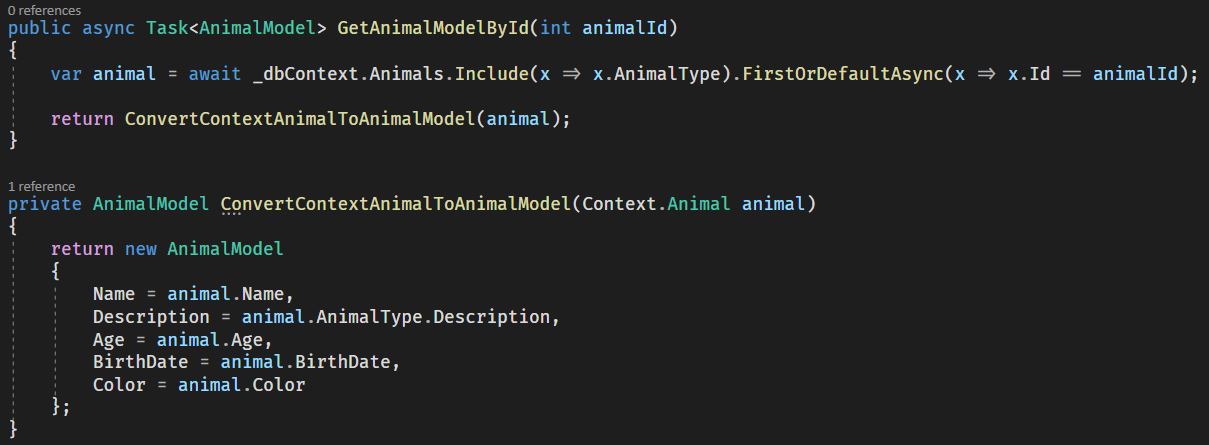 0 references
public async Task<AnimalModel> GetAnimalModelById(int animalId)
{
var animal = await _dbContext.Animals.Include(x => x.AnimalType).FirstOrDefaultAsync(x => x.Id == animalId);
return ConvertContextAnimalToAnimalModel(animal);
}
1 reference
private AnimalModel ConvertContextAnimalToAnimalModel(Context.Animal animal)
{
return new AnimalModel
{
Name = animal.Name,
Description = animal.AnimalType.Description,
Age = animal.Age,
BirthDate = animal.BirthDate,
Color = animal.Color
};
}